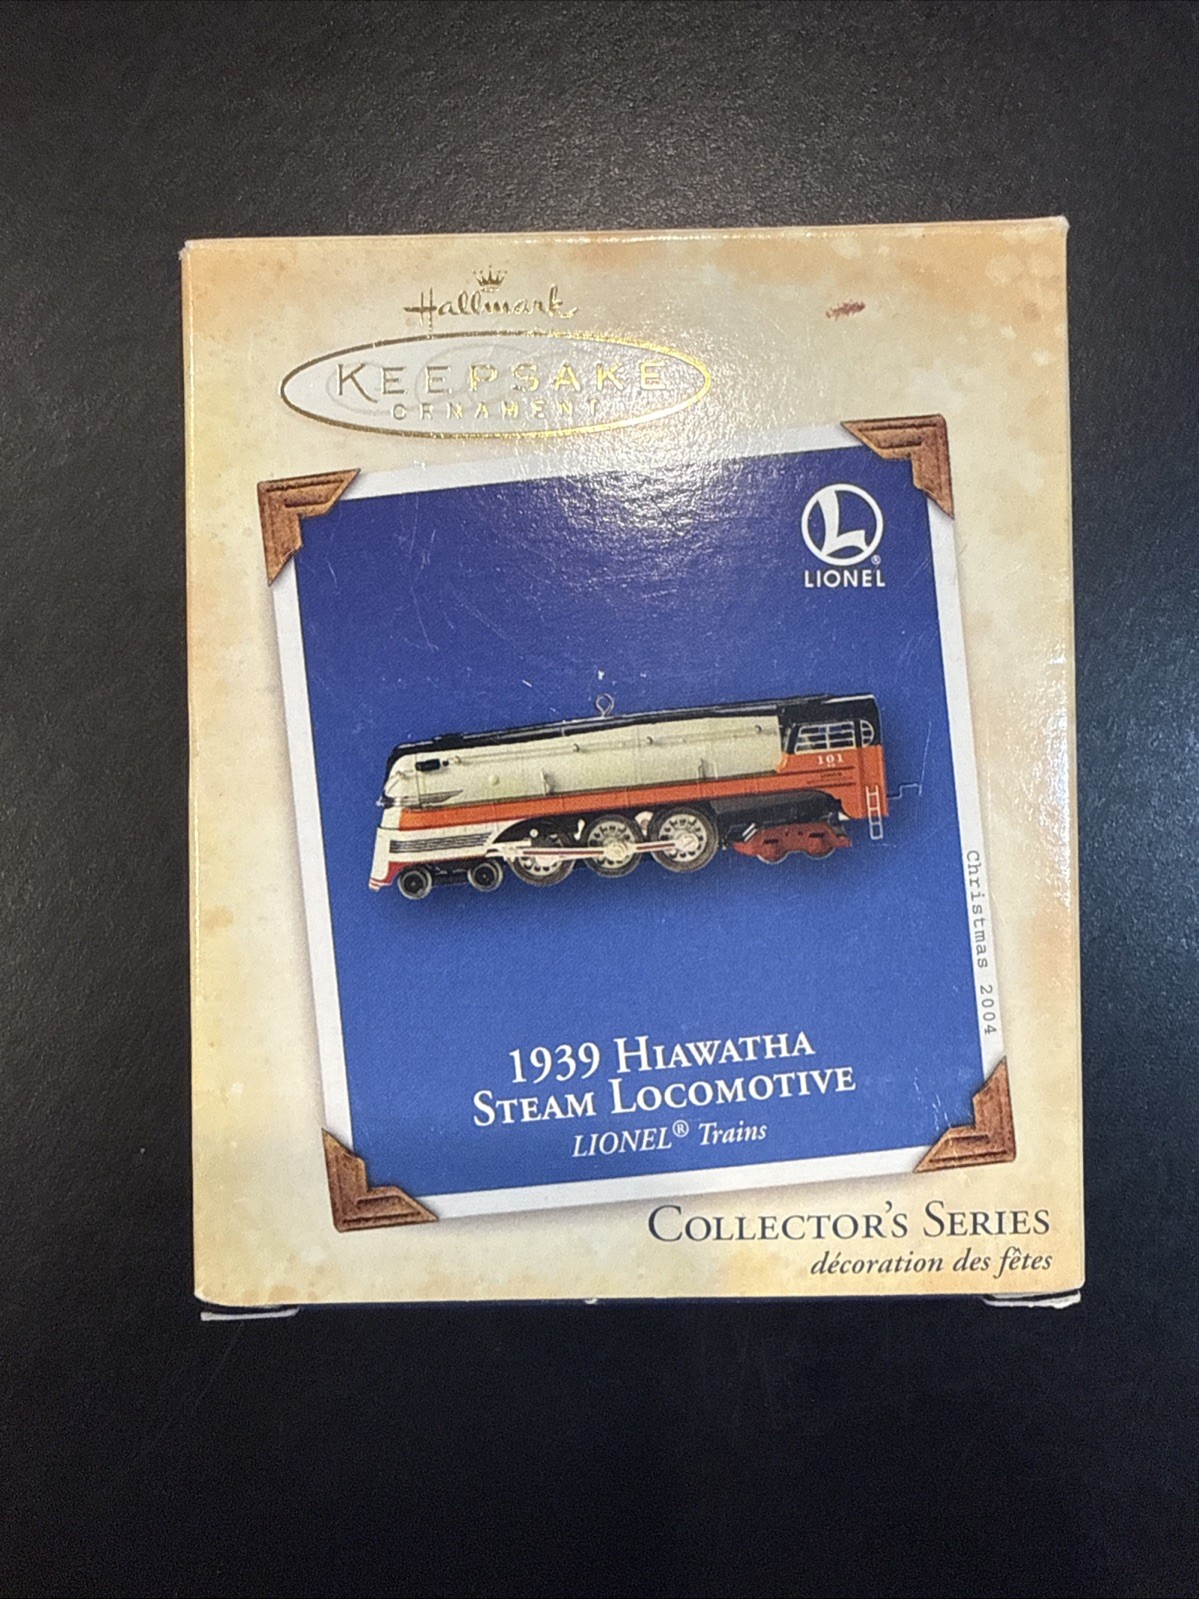 Hallmark
KEEPSAKE
ORNAMENT
L
LIONEL®
101
Christmas 2004
1939 HIAWATHA
STEAM LOCOMOTIVE
LIONEL® Trains
COLLECTOR'S SERIES
décoration des fêtes